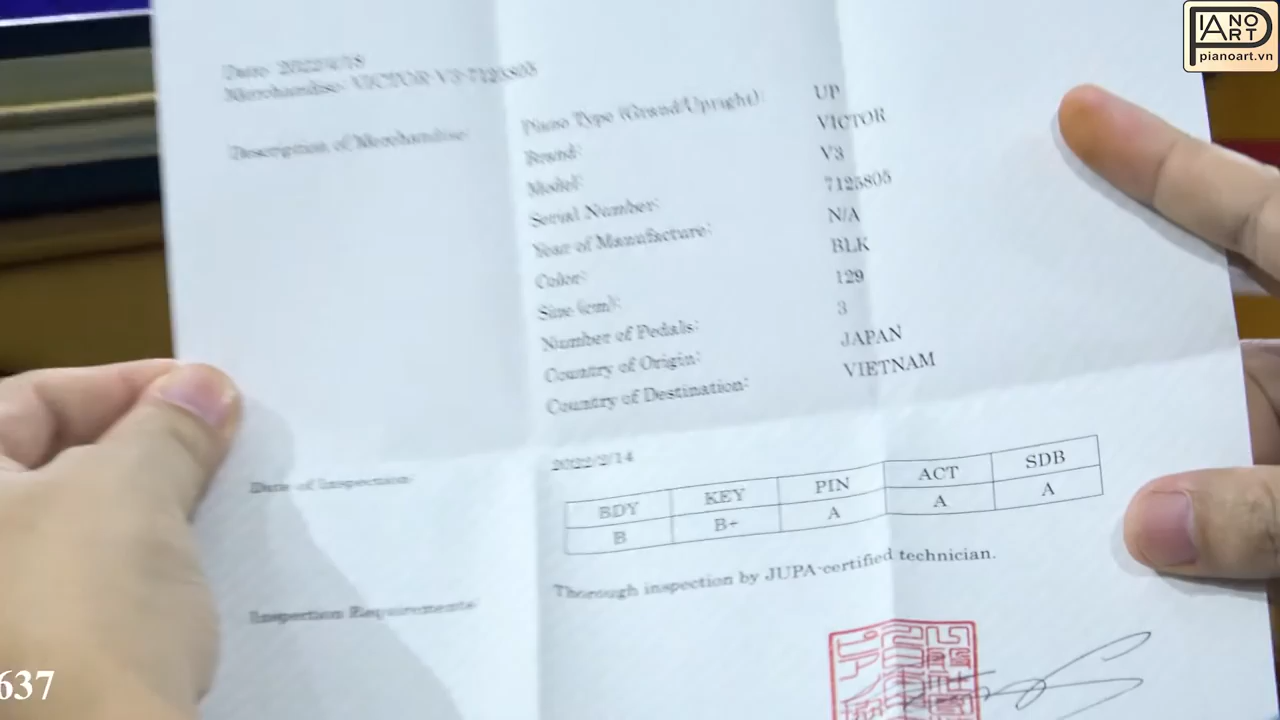 PIANO ART
pianoart.vn
Date: 2022/4/18
Merchandise: VICTOR-V3-7125805
Description of Merchandise:
Piano Type (Grand/Upright): UP
Brand: VICTOR
Model: V3
Serial Number: 7125805
Year of Manufacture: N/A
Color: BLK
Size (cm): 129
Number of Pedals: 3
Country of Origin: JAPAN
Country of Destination: VIETNAM
Date of Inspection: 2022/2/14
BDY KEY PIN ACT SDB
B B+ A A A
Inspection Requirements: Thorough inspection by JUPA-certified technician.
637